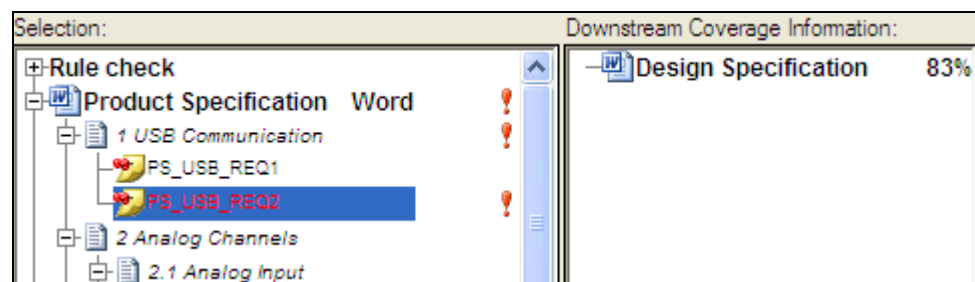 Selection:
Rule check
Product Specification Word
1 USB Communication
PS_USB_REQ1
PS_USB_REQ2
2 Analog Channels
2.1 Analog Input
Downstream Coverage Information:
Design Specification 83%